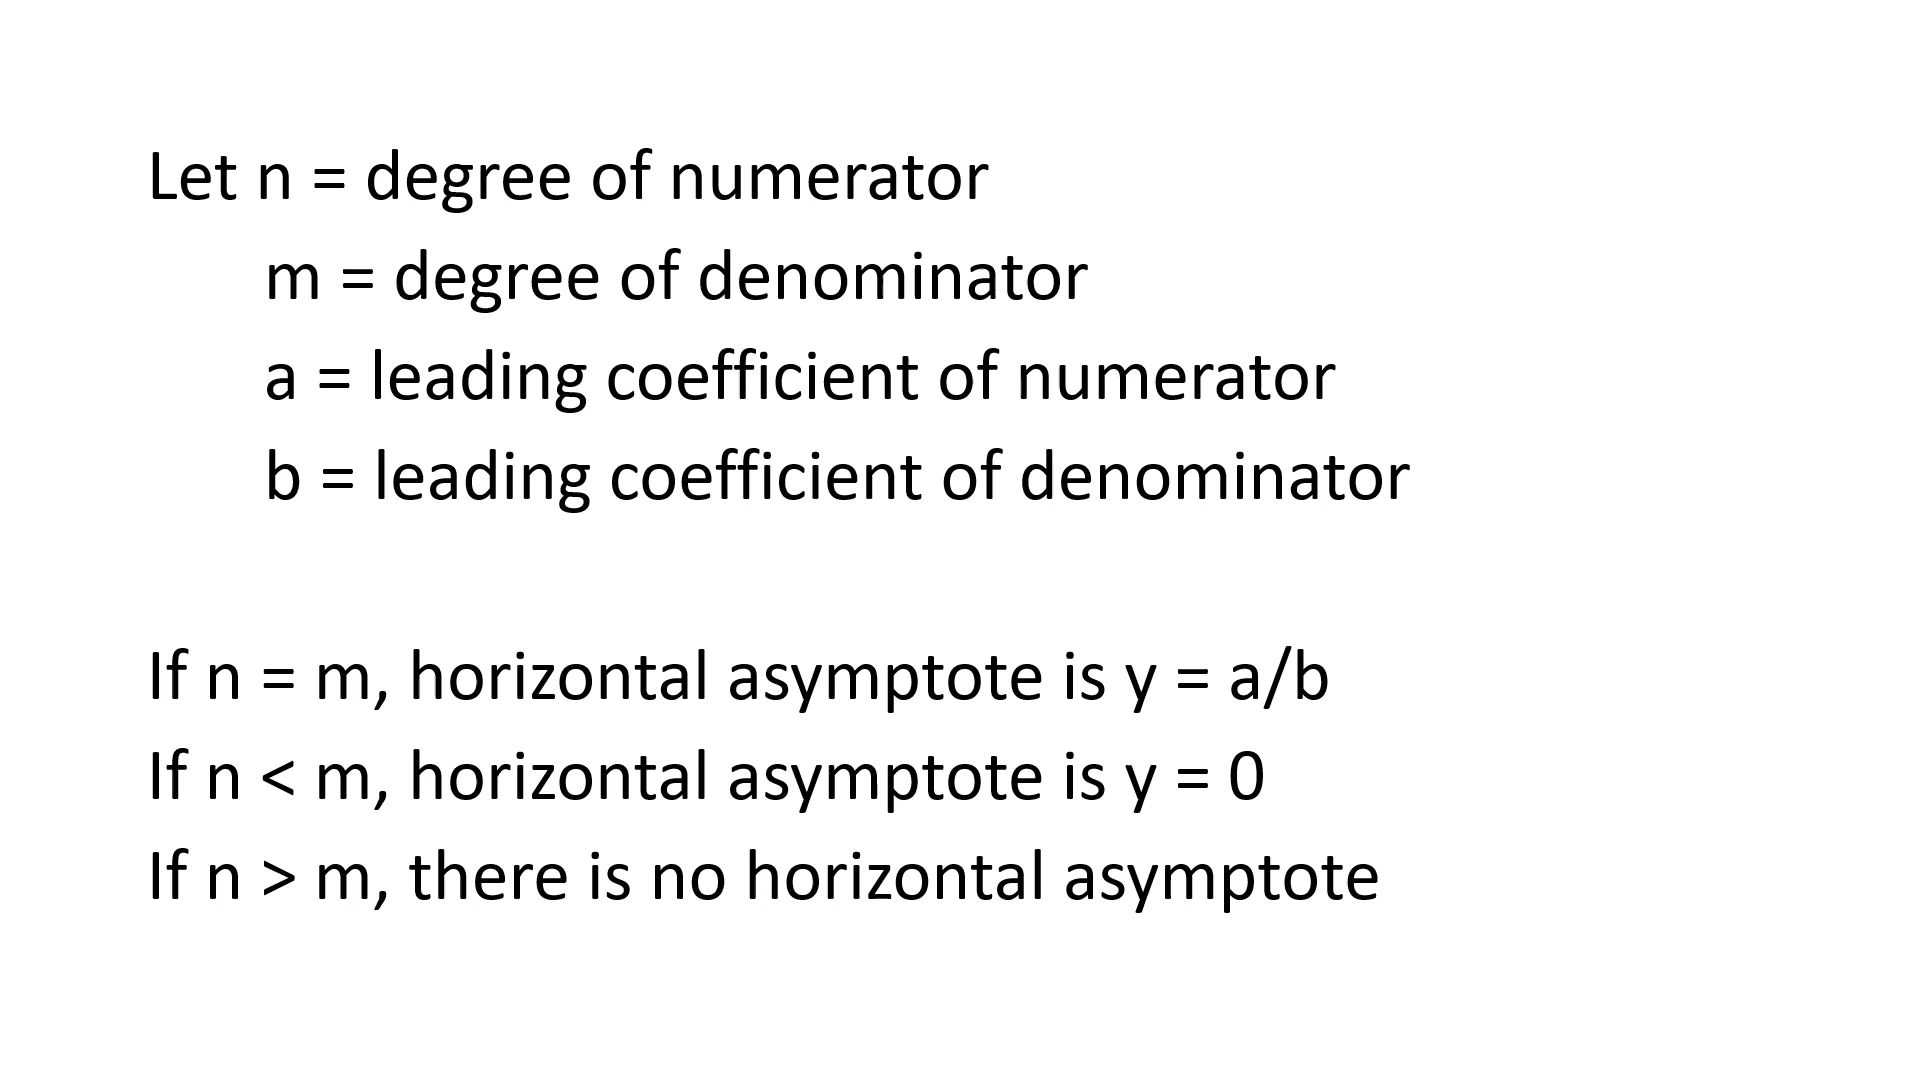 Let n = degree of numerator
m = degree of denominator
a = leading coefficient of numerator
b = leading coefficient of denominator
If n = m, horizontal asymptote is y = a/b
If n < m, horizontal asymptote is y = 0
If n > m, there is no horizontal asymptote